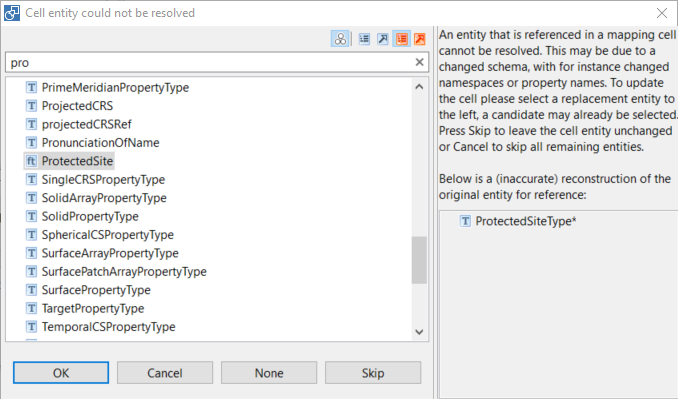 Cell entity could not be resolved
pro
PrimeMeridianPropertyType
ProjectedCRS
projectedCRSRef
PronunciationOfName
ft ProtectedSite
SingleCRSPropertyType
SolidArrayPropertyType
SolidPropertyType
SphericalCSPropertyType
SurfaceArrayPropertyType
SurfacePatchArrayPropertyType
SurfacePropertyType
TargetPropertyType
TemporalCSPropertyType
OK Cancel None Skip
An entity that is referenced in a mapping cell
cannot be resolved. This may be due to a
changed schema, with for instance changed
namespaces or property names. To update
the cell please select a replacement entity to
the left, a candidate may already be selected.
Press Skip to leave the cell entity unchanged
or Cancel to skip all remaining entities.
Below is a (inaccurate) reconstruction of the
original entity for reference:
ProtectedSiteType*